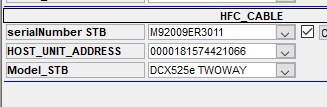 HFC_CABLE
serialNumber STB M92009ER3011
HOST_UNIT_ADDRESS 0000181574421066
Model_STB DCX525e TWOWAY